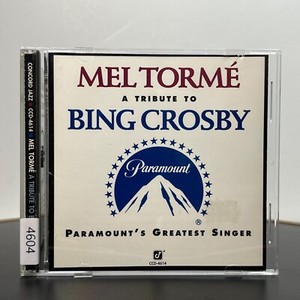 MEL TORMÉ
A TRIBUTE TO
BING CROSBY
Paramount
®
PARAMOUNT'S GREATEST SINGER
CCD-4614
CONCORD JAZZ CCD-4614 MEL TORMÉ A TRIBUTE TO
4604